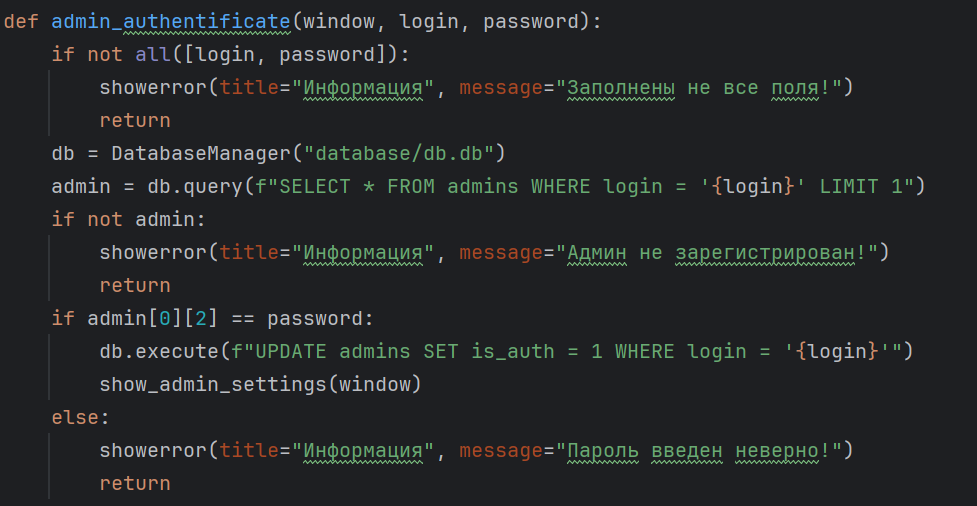 def admin_authentificate(window, login, password):
    if not all([login, password]):
        showerror(title="Информация", message="Заполнены не все поля!")
        return
    db = DatabaseManager("database/db.db")
    admin = db.query(f"SELECT * FROM admins WHERE login = '{login}' LIMIT 1")
    if not admin:
        showerror(title="Информация", message="Админ не зарегистрирован!")
        return
    if admin[0][2] == password:
        db.execute(f"UPDATE admins SET is_auth = 1 WHERE login = '{login}'")
        show_admin_settings(window)
    else:
        showerror(title="Информация", message="Пароль введен неверно!")
        return